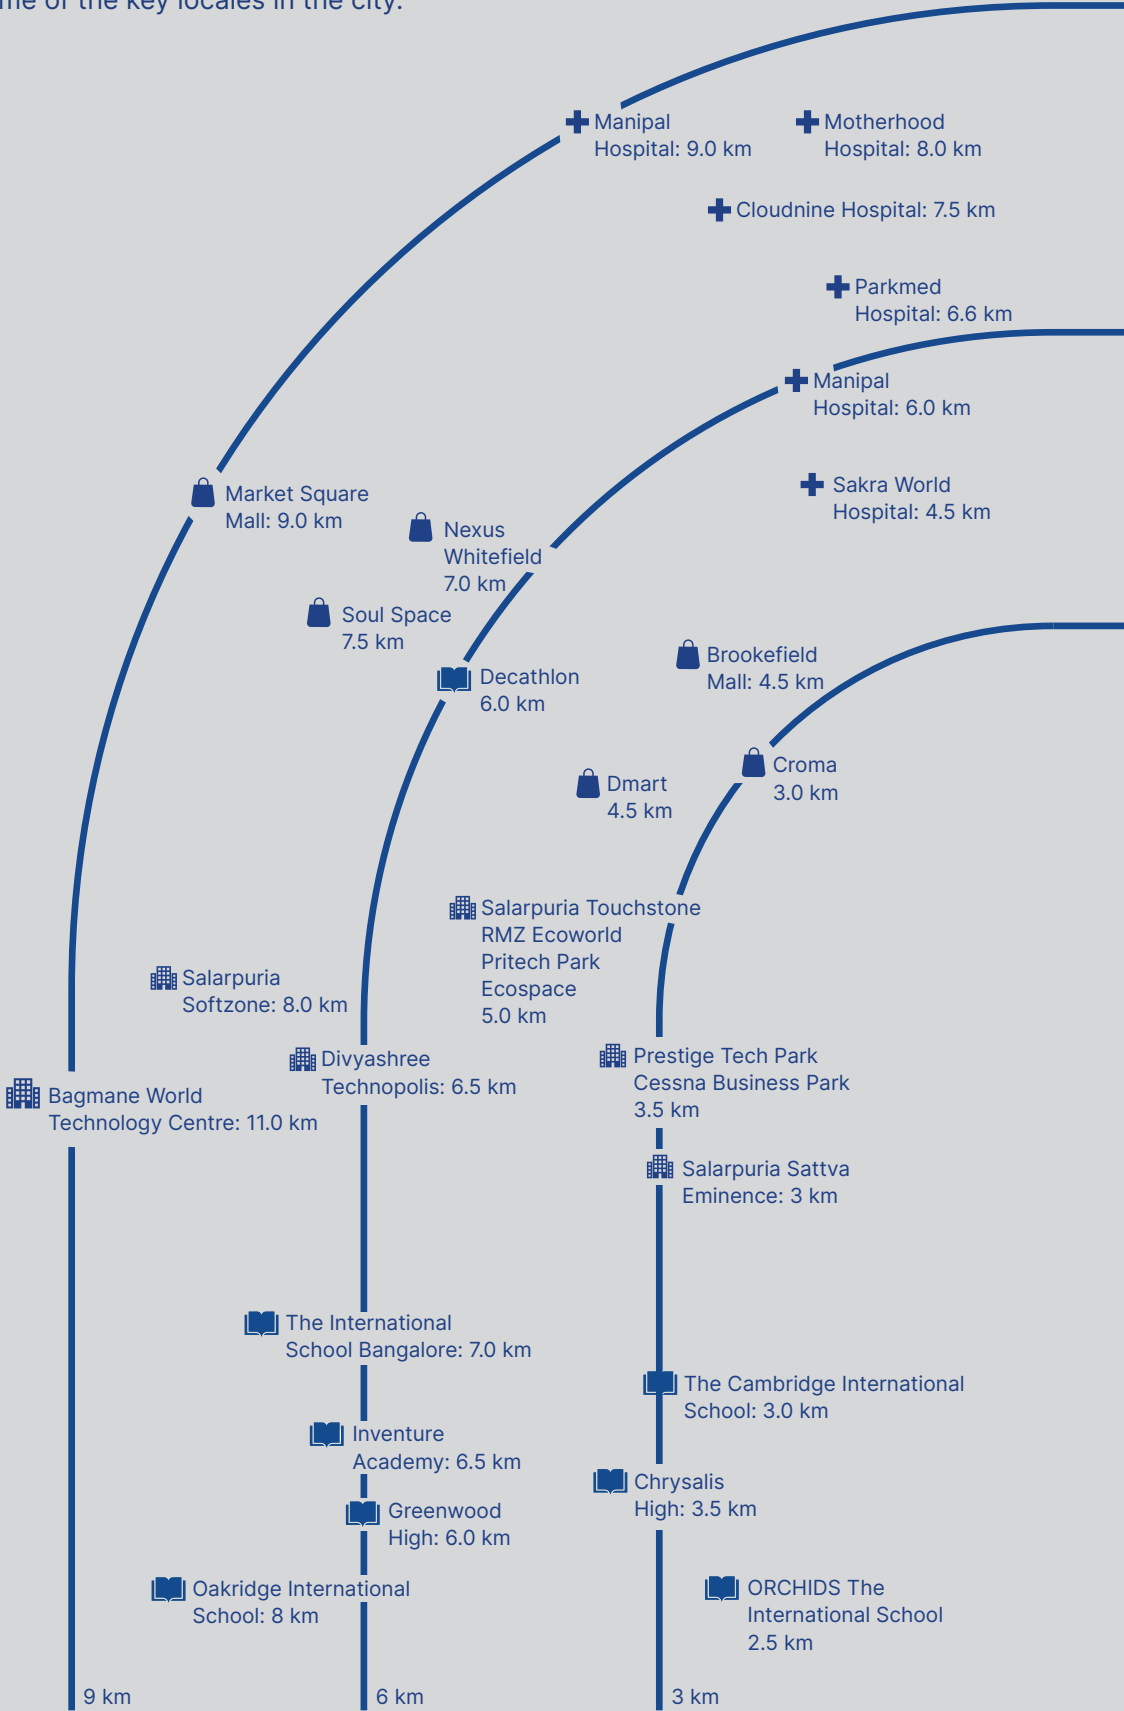 me of the key locales in the city.
Manipal
Hospital: 9.0 km
Motherhood
Hospital: 8.0 km
Cloudnine Hospital: 7.5 km
Parkmed
Hospital: 6.6 km
Manipal
Hospital: 6.0 km
Sakra World
Hospital: 4.5 km
Market Square
Mall: 9.0 km
Nexus
Whitefield
7.0 km
Soul Space
7.5 km
Decathlon
6.0 km
Brookefield
Mall: 4.5 km
Croma
3.0 km
Dmart
4.5 km
Salarpuria Touchstone
RMZ Ecoworld
Pritech Park
Ecospace
5.0 km
Salarpuria
Softzone: 8.0 km
Divyashree
Technopolis: 6.5 km
Prestige Tech Park
Cessna Business Park
3.5 km
Bagmane World
Technology Centre: 11.0 km
Salarpuria Sattva
Eminence: 3 km
The International
School Bangalore: 7.0 km
The Cambridge International
School: 3.0 km
Inventure
Academy: 6.5 km
Chrysalis
High: 3.5 km
Greenwood
High: 6.0 km
Oakridge International
School: 8 km
ORCHIDS The
International School
2.5 km
9 km
6 km
3 km